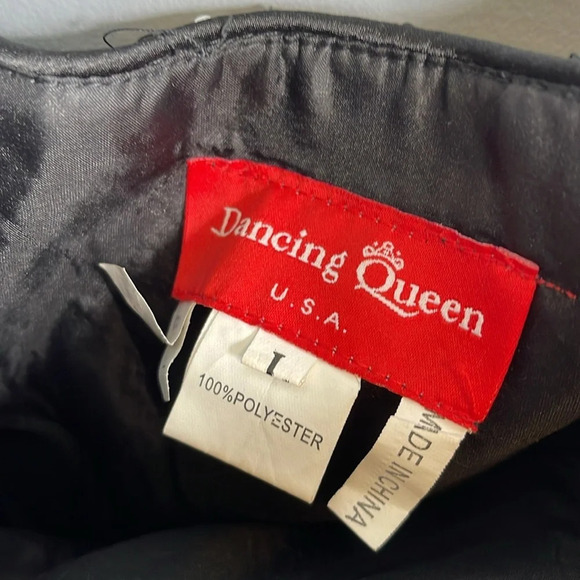 Dancing Queen
U.S.A.
L
100%POLYESTER
MADE IN CHINA